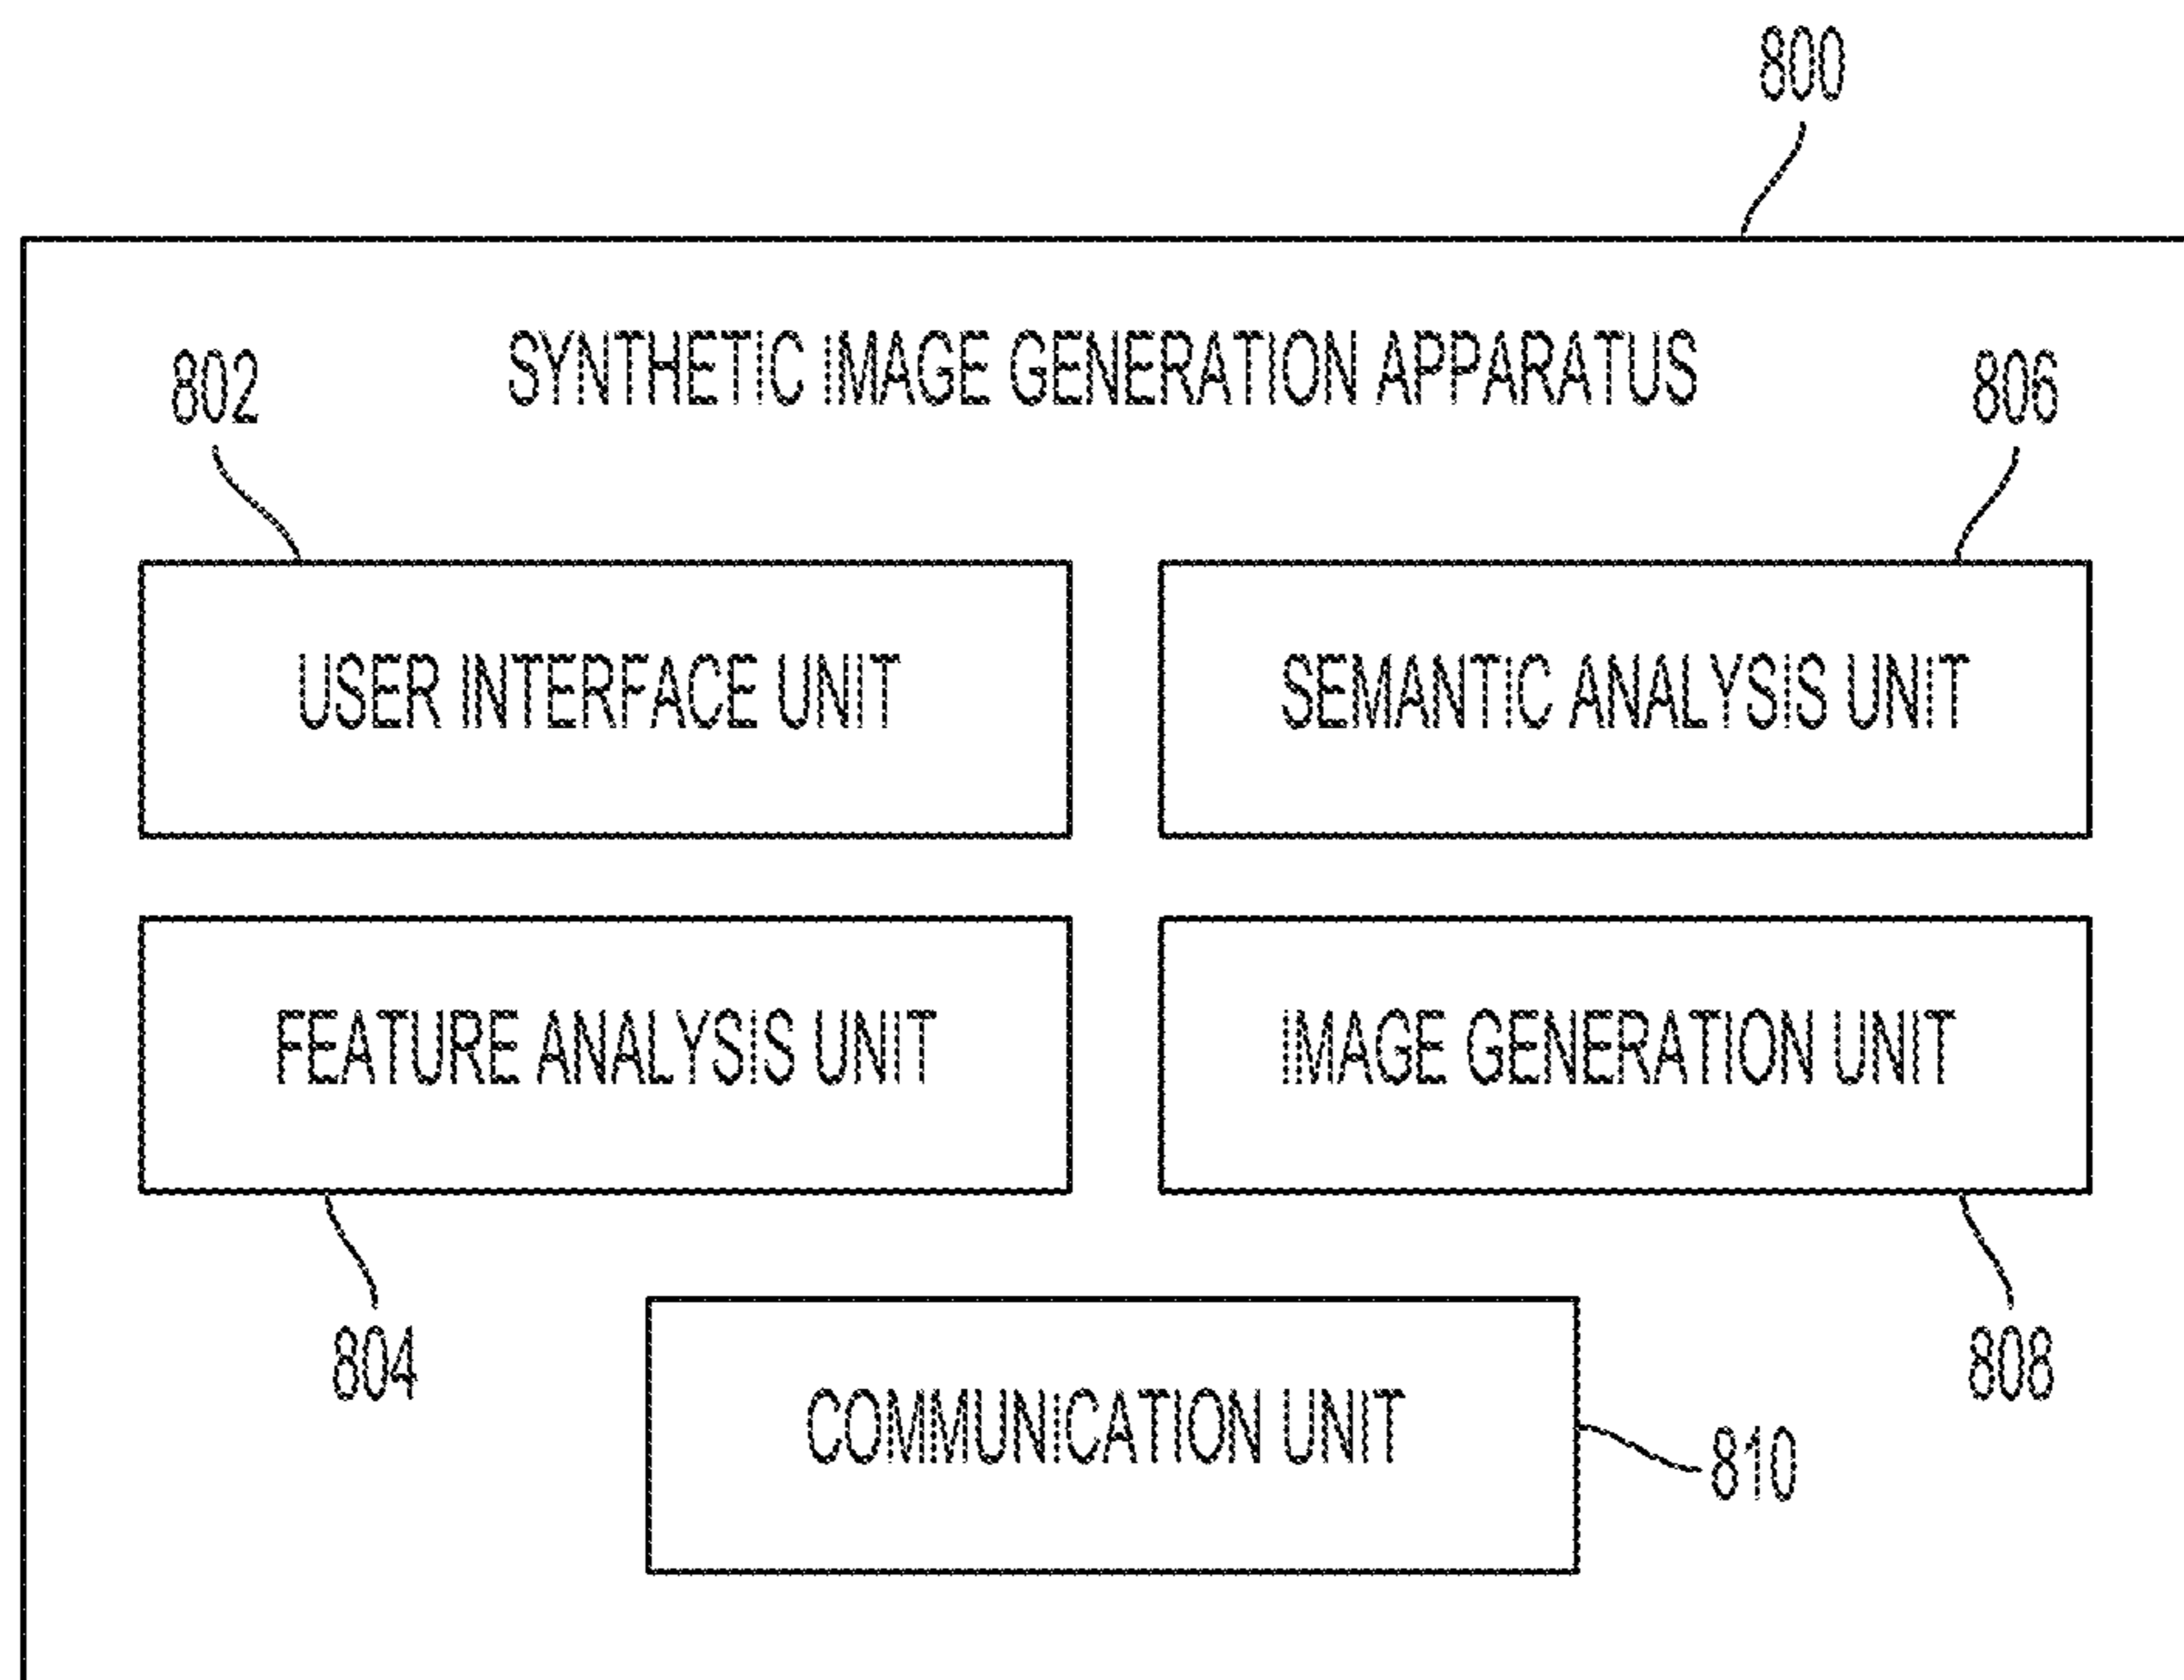 800
SYNTHETIC IMAGE GENERATION APPARATUS
802
806
USER INTERFACE UNIT
SEMANTIC ANALYSIS UNIT
FEATURE ANALYSIS UNIT
IMAGE GENERATION UNIT
804
808
COMMUNICATION UNIT
810